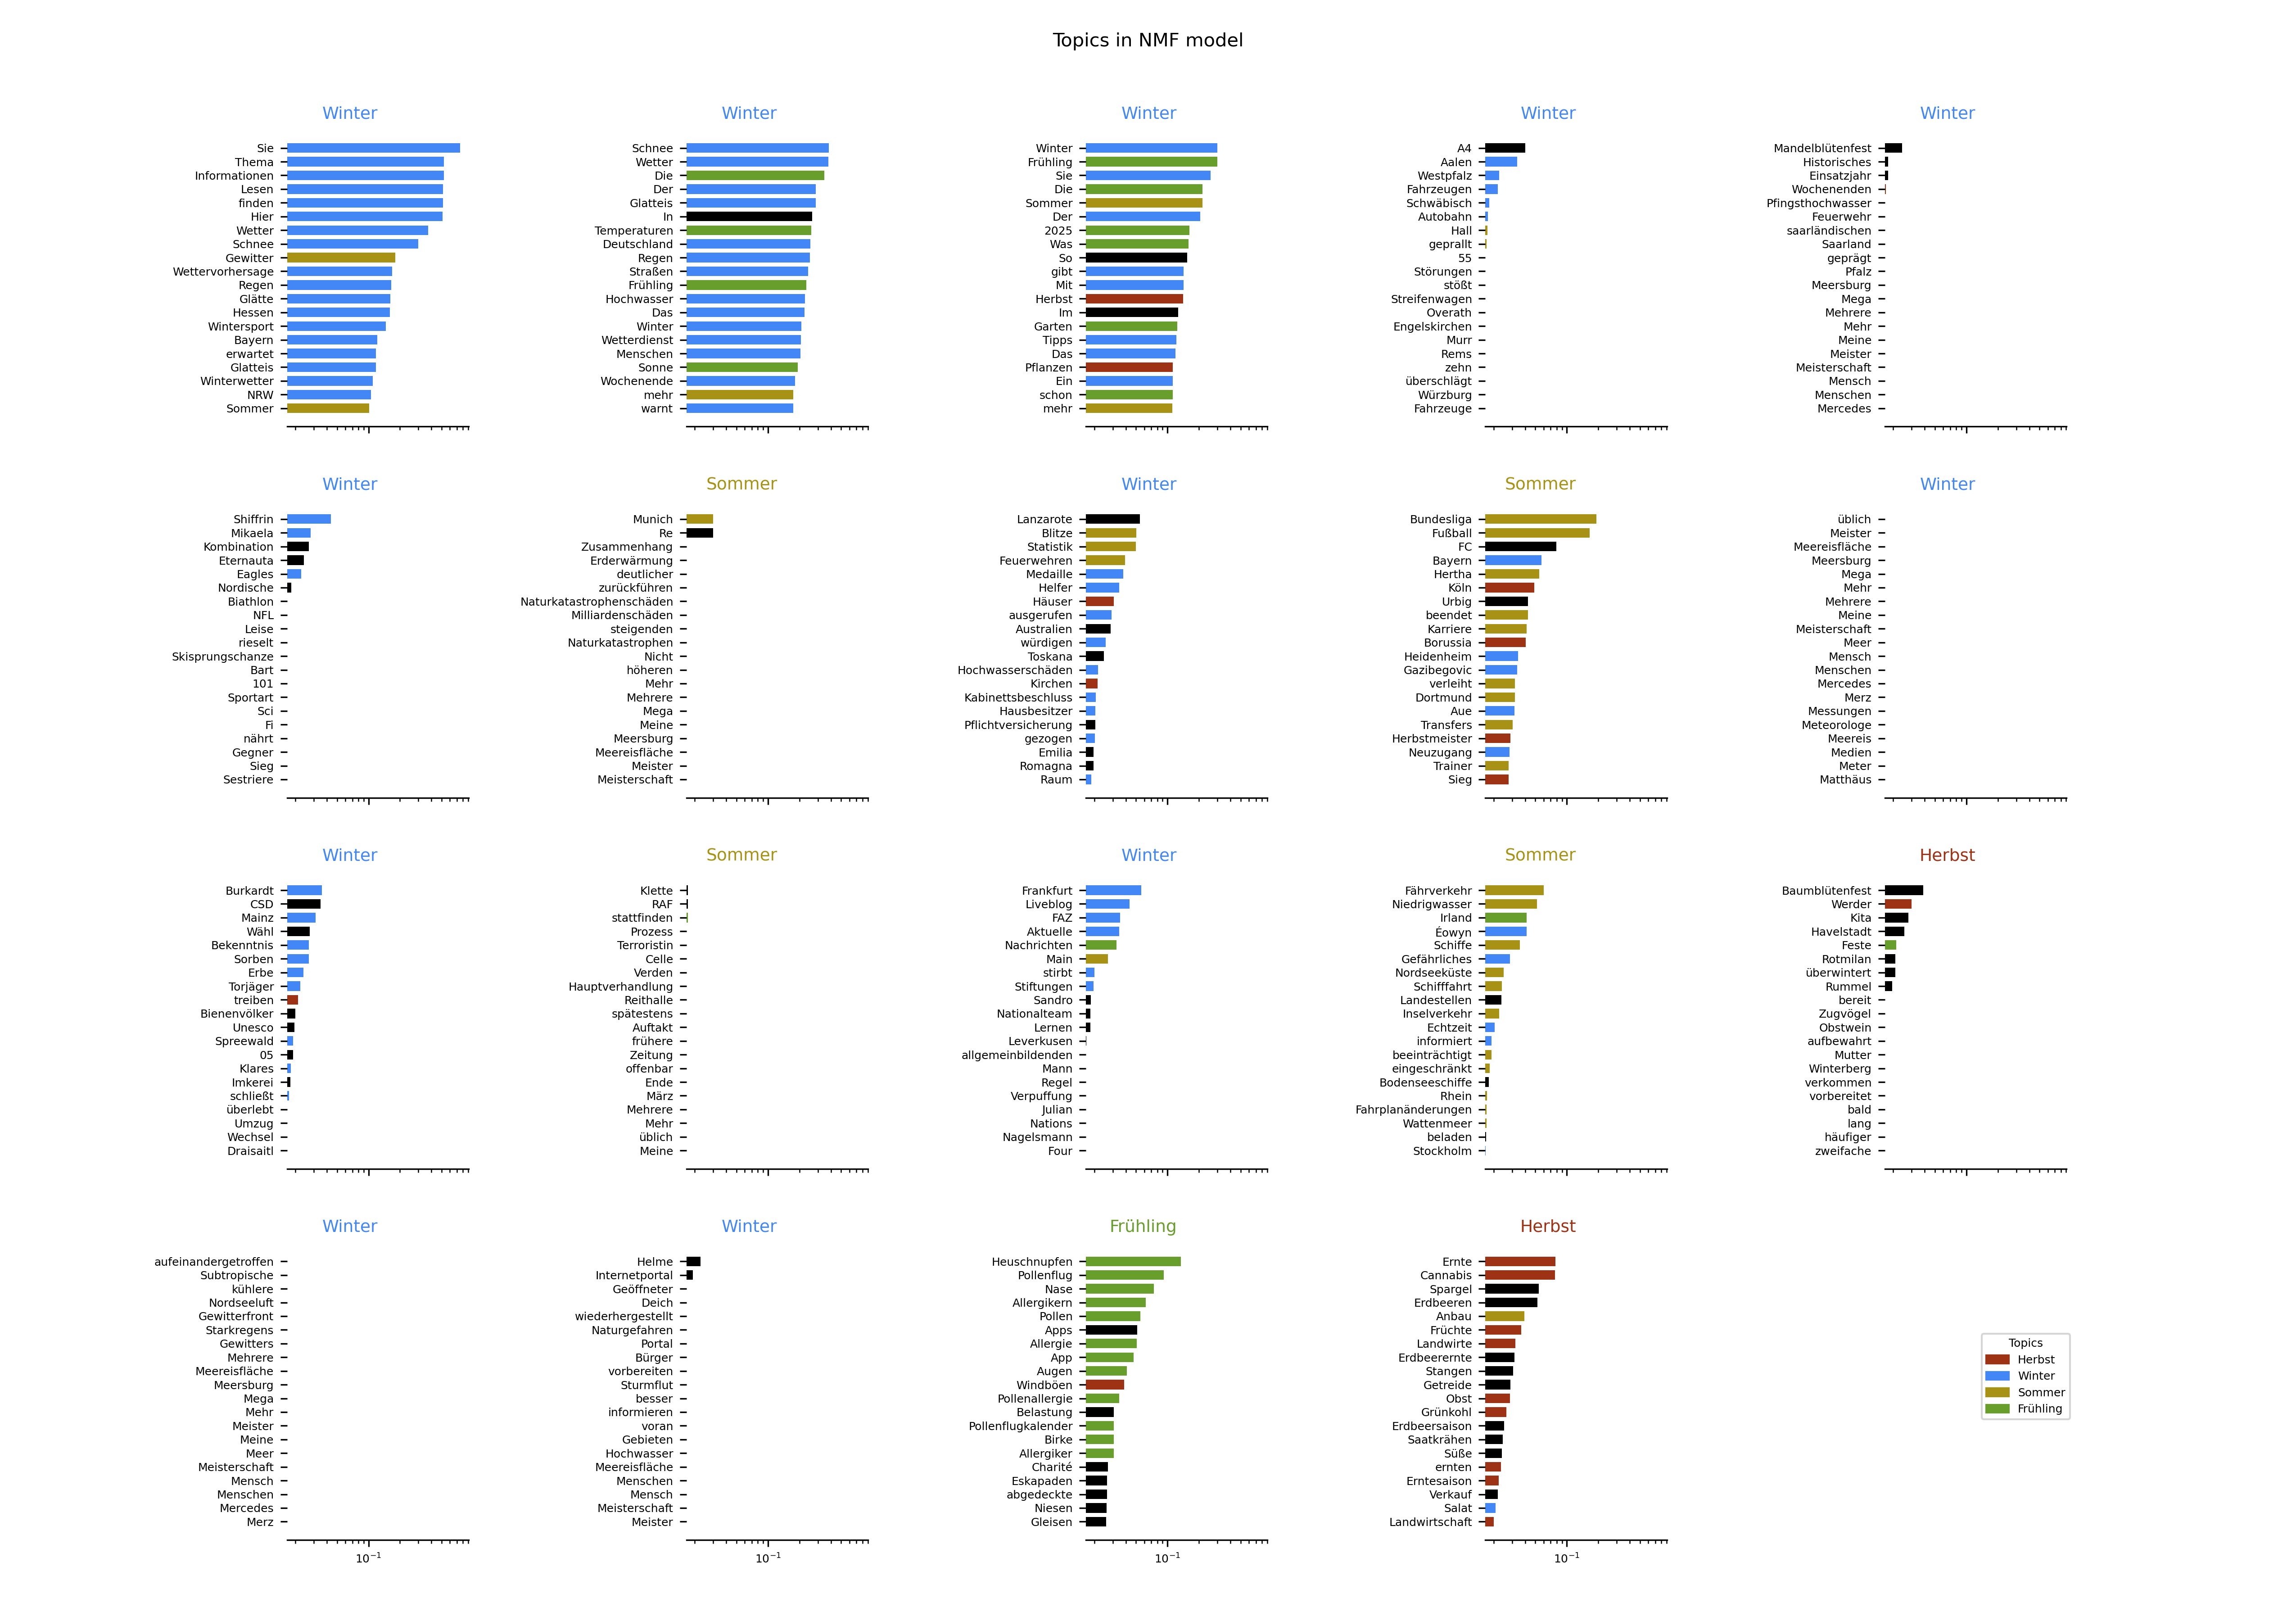 Topics in NMF model
Winter
Sie
Thema
Informationen
Lesen
finden
Hier
Wetter
Schnee
Gewitter
Wettervorhersage
Regen
Glätte
Hessen
Wintersport
Bayern
erwartet
Glatteis
Winterwetter
NRW
Sommer
Winter
Schnee
Wetter
Die
Der
Glatteis
In
Temperaturen
Deutschland
Regen
Straßen
Frühling
Hochwasser
Das
Winter
Wetterdienst
Menschen
Sonne
Wochenende
mehr
warnt
Winter
Winter
Frühling
Sie
Die
Sommer
Der
2025
Was
So
gibt
Mit
Herbst
Im
Garten
Tipps
Das
Pflanzen
Ein
schon
mehr
Winter
A4
Aalen
Westpfalz
Fahrzeugen
Schwäbisch
Autobahn
Hall
geprallt
55
Störungen
stößt
Streifenwagen
Overath
Engelskirchen
Murr
Rems
zehn
überschlägt
Würzburg
Fahrzeuge
Winter
Mandelblütenfest
Historisches
Einsatzjahr
Wochenenden
Pfingsthochwasser
Feuerwehr
saarländischen
Saarland
geprägt
Pfalz
Meersburg
Mega
Mehrere
Mehr
Meine
Meister
Meisterschaft
Mensch
Menschen
Mercedes
Winter
Shiffrin
Mikaela
Kombination
Eternauta
Eagles
Nordische
Biathlon
NFL
Leise
rieselt
Skisprungschanze
Bart
101
Sportart
Sci
Fi
nährt
Gegner
Sieg
Sestriere
Sommer
Munich
Re
Zusammenhang
Erderwärmung
deutlicher
zurückführen
Naturkatastrophenschäden
Milliardenschäden
steigenden
Naturkatastrophen
Nicht
höheren
Mehr
Mehrere
Mega
Meine
Meersburg
Meereisfläche
Meister
Meisterschaft
Winter
Lanzarote
Blitze
Statistik
Feuerwehren
Medaille
Helfer
Häuser
ausgerufen
Australien
würdigen
Toskana
Hochwasserschäden
Kirchen
Kabinettsbeschluss
Hausbesitzer
Pflichtversicherung
gezogen
Emilia
Romagna
Raum
Sommer
Bundesliga
Fußball
FC
Bayern
Hertha
Köln
Urbig
beendet
Karriere
Borussia
Heidenheim
Gazibegovic
verleiht
Dortmund
Aue
Transfers
Herbstmeister
Neuzugang
Trainer
Sieg
Winter
üblich
Meister
Meereisfläche
Meersburg
Mega
Mehr
Mehrere
Meine
Meisterschaft
Meer
Mensch
Menschen
Mercedes
Merz
Messungen
Meteorologe
Meereis
Medien
Meter
Matthäus
Winter
Burkardt
CSD
Mainz
Wähl
Bekenntnis
Sorben
Erbe
Torjäger
treiben
Bienenvölker
Unesco
Spreewald
05
Klares
Imkerei
schließt
überlebt
Umzug
Wechsel
Draisaitl
Sommer
Klette
RAF
stattfinden
Prozess
Terroristin
Celle
Verden
Hauptverhandlung
Reithalle
spätestens
Auftakt
frühere
Zeitung
offenbar
Ende
März
Mehrere
Mehr
üblich
Meine
Winter
Frankfurt
Liveblog
FAZ
Aktuelle
Nachrichten
Main
stirbt
Stiftungen
Sandro
Nationalteam
Lernen
Leverkusen
allgemeinbildenden
Mann
Regel
Verpuffung
Julian
Nations
Nagelsmann
Four
Sommer
Fährverkehr
Niedrigwasser
Irland
Éowyn
Schiffe
Gefährliches
Nordseeküste
Schifffahrt
Landestellen
Inselverkehr
Echtzeit
informiert
beeinträchtigt
eingeschränkt
Bodenseeschiffe
Rhein
Fahrplanänderungen
Wattenmeer
beladen
Stockholm
Herbst
Baumblütenfest
Werder
Kita
Havelstadt
Feste
Rotmilan
überwintert
Rummel
bereit
Zugvögel
Obstwein
aufbewahrt
Mutter
Winterberg
verkommen
vorbereitet
bald
lang
häufiger
zweifache
Winter
aufeinandergetroffen
Subtropische
kühlere
Nordseeluft
Gewitterfront
Starkregens
Gewitters
Mehrere
Meereisfläche
Meersburg
Mega
Mehr
Meister
Meine
Meer
Meisterschaft
Mensch
Menschen
Mercedes
Merz
10⁻¹
Winter
Helme
Internetportal
Geöffneter
Deich
wiederhergestellt
Naturgefahren
Portal
Bürger
vorbereiten
Sturmflut
besser
informieren
voran
Gebieten
Hochwasser
Meereisfläche
Menschen
Mensch
Meisterschaft
Meister
10⁻¹
Frühling
Heuschnupfen
Pollenflug
Nase
Allergikern
Pollen
Apps
Allergie
App
Augen
Windböen
Pollenallergie
Belastung
Pollenflugkalender
Birke
Allergiker
Charité
Eskapaden
abgedeckte
Niesen
Gleisen
10⁻¹
Herbst
Ernte
Cannabis
Spargel
Erdbeeren
Anbau
Früchte
Landwirte
Erdbeerernte
Stangen
Getreide
Obst
Grünkohl
Erdbeersaison
Saatkrähen
Süße
ernten
Erntesaison
Verkauf
Salat
Landwirtschaft
10⁻¹
Topics
Herbst
Winter
Sommer
Frühling